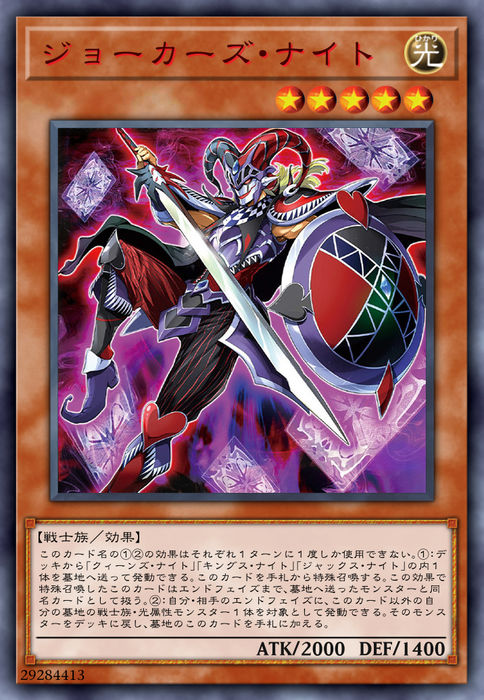 ジョーカーズ・ナイト
ひかり
光
【戦士族／効果】
このカード名の①②の効果はそれぞれ１ターンに１度しか使用できない。①：デ
ッキから「クィーンズ・ナイト」「キングス・ナイト」「ジャックス・ナイト」の内１
体を墓地へ送って発動できる。このカードを手札から特殊召喚する。この効果で
特殊召喚したこのカードはエンドフェイズまで、墓地へ送ったモンスターと同
名カードとして扱う。②：自分・相手のエンドフェイズに、このカード以外の自
分の墓地の戦士族・光属性モンスター１体を対象として発動できる。そのモン
スターをデッキに戻し、墓地のこのカードを手札に加える。
ATK/2000 DEF/1400
29284413